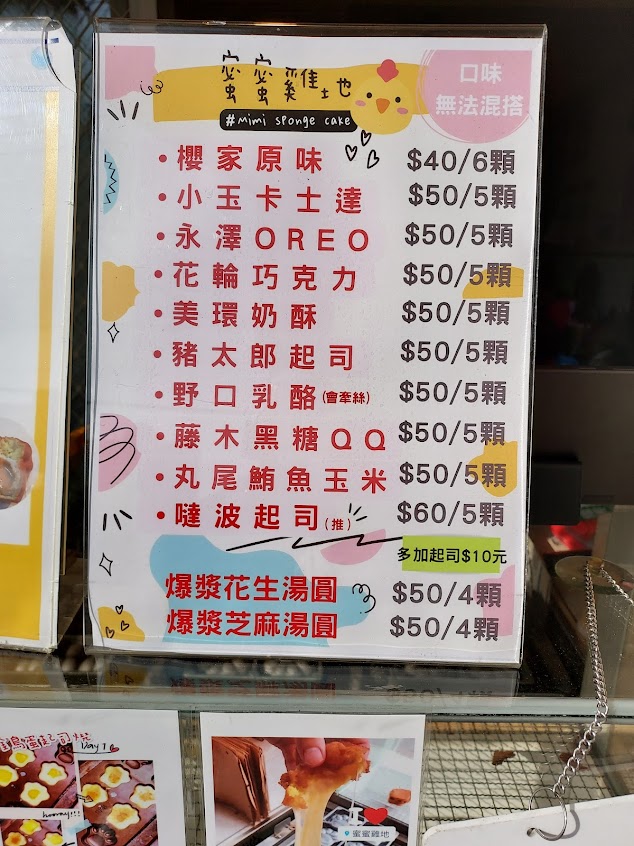 蜜蜜雞地
#mimi sponge cake
口味
無法混搭
•櫻家原味 $40/6顆
•小玉卡士達 $50/5顆
•永澤OREO $50/5顆
•花輪巧克力 $50/5顆
•美環奶酥 $50/5顆
•豬太郎起司 $50/5顆
•野口乳酪(會牽絲) $50/5顆
•藤木黑糖QQ $50/5顆
•丸尾鮪魚玉米 $50/5顆
•噠波起司(推) $60/5顆
多加起司$10元
爆漿花生湯圓 $50/4顆
爆漿芝麻湯圓 $50/4顆
Day 1
hooray!!!
I
蜜蜜雞地